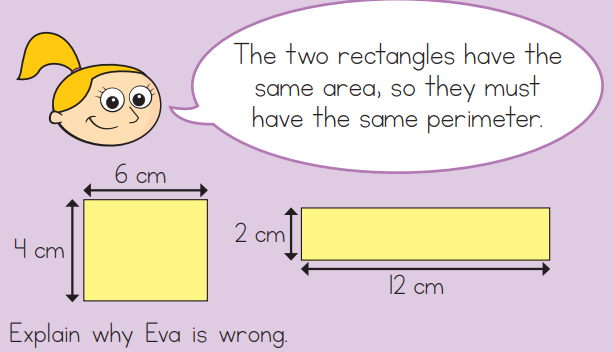 The two rectangles have the
same area, so they must
have the same perimeter.
6 cm
4 cm
2 cm
12 cm
Explain why Eva is wrong.